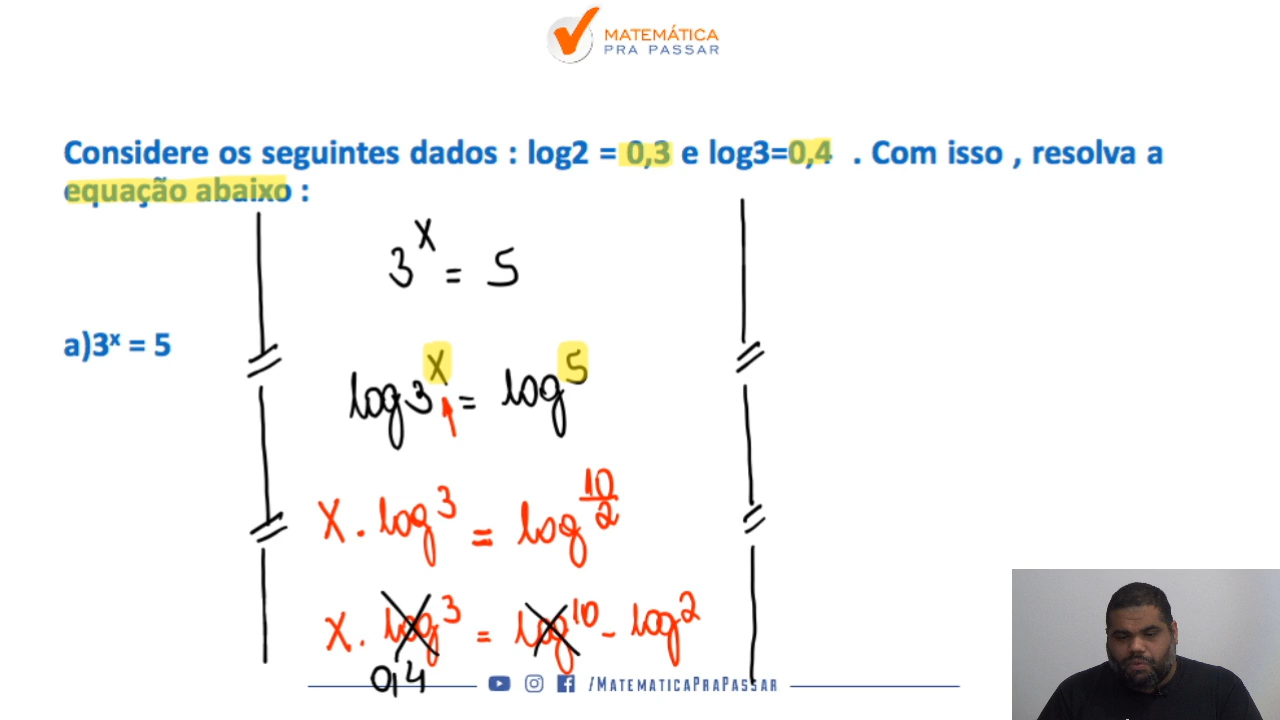 MATEMÁTICA
PRA PASSAR
Considere os seguintes dados : log2 = 0,3 e log3=0,4 . Com isso , resolva a
equação abaixo :
3^x = 5
a)3ˣ = 5
log 3^x = log 5
x . log 3 = log 10/2
x . log 3 = log 10 - log 2
0,4
/MatematicaPraPassar